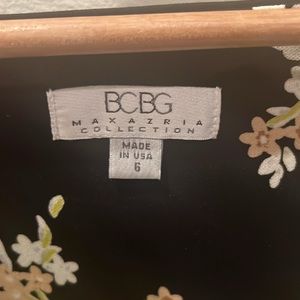 BCBG
MAXAZRIA
COLLECTION
MADE
IN USA
6